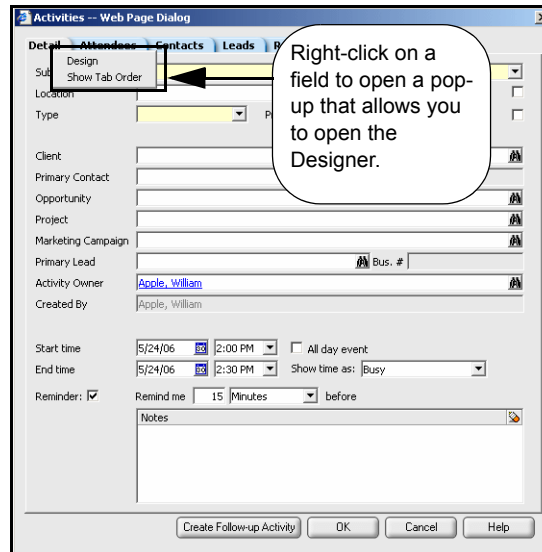 Activities -- Web Page Dialog
Detail Attendees Contacts Leads R
Design
Show Tab Order
Right-click on a
field to open a pop-
up that allows you
to open the
Designer.
Sub
Location
Type P
Client
Primary Contact
Opportunity
Project
Marketing Campaign
Primary Lead Bus. #
Activity Owner Apple, William
Created By Apple, William
Start time 5/24/06 2:00 PM All day event
End time 5/24/06 2:30 PM Show time as: Busy
Reminder: Remind me 15 Minutes before
Notes
Create Follow-up Activity OK Cancel Help